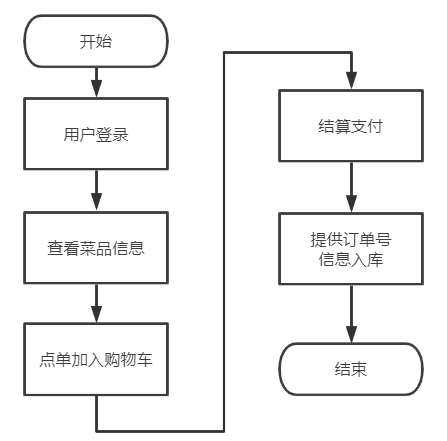 开始
用户登录
查看菜品信息
点单加入购物车
结算支付
提供订单号
信息入库
结束